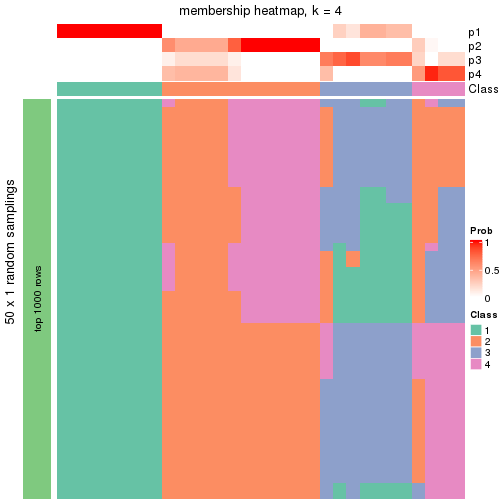 membership heatmap, k = 4
p1
p2
p3
p4
Class
50 x 1 random samplings
top 1000 rows
Prob
1
0.5
0
Class
1
2
3
4